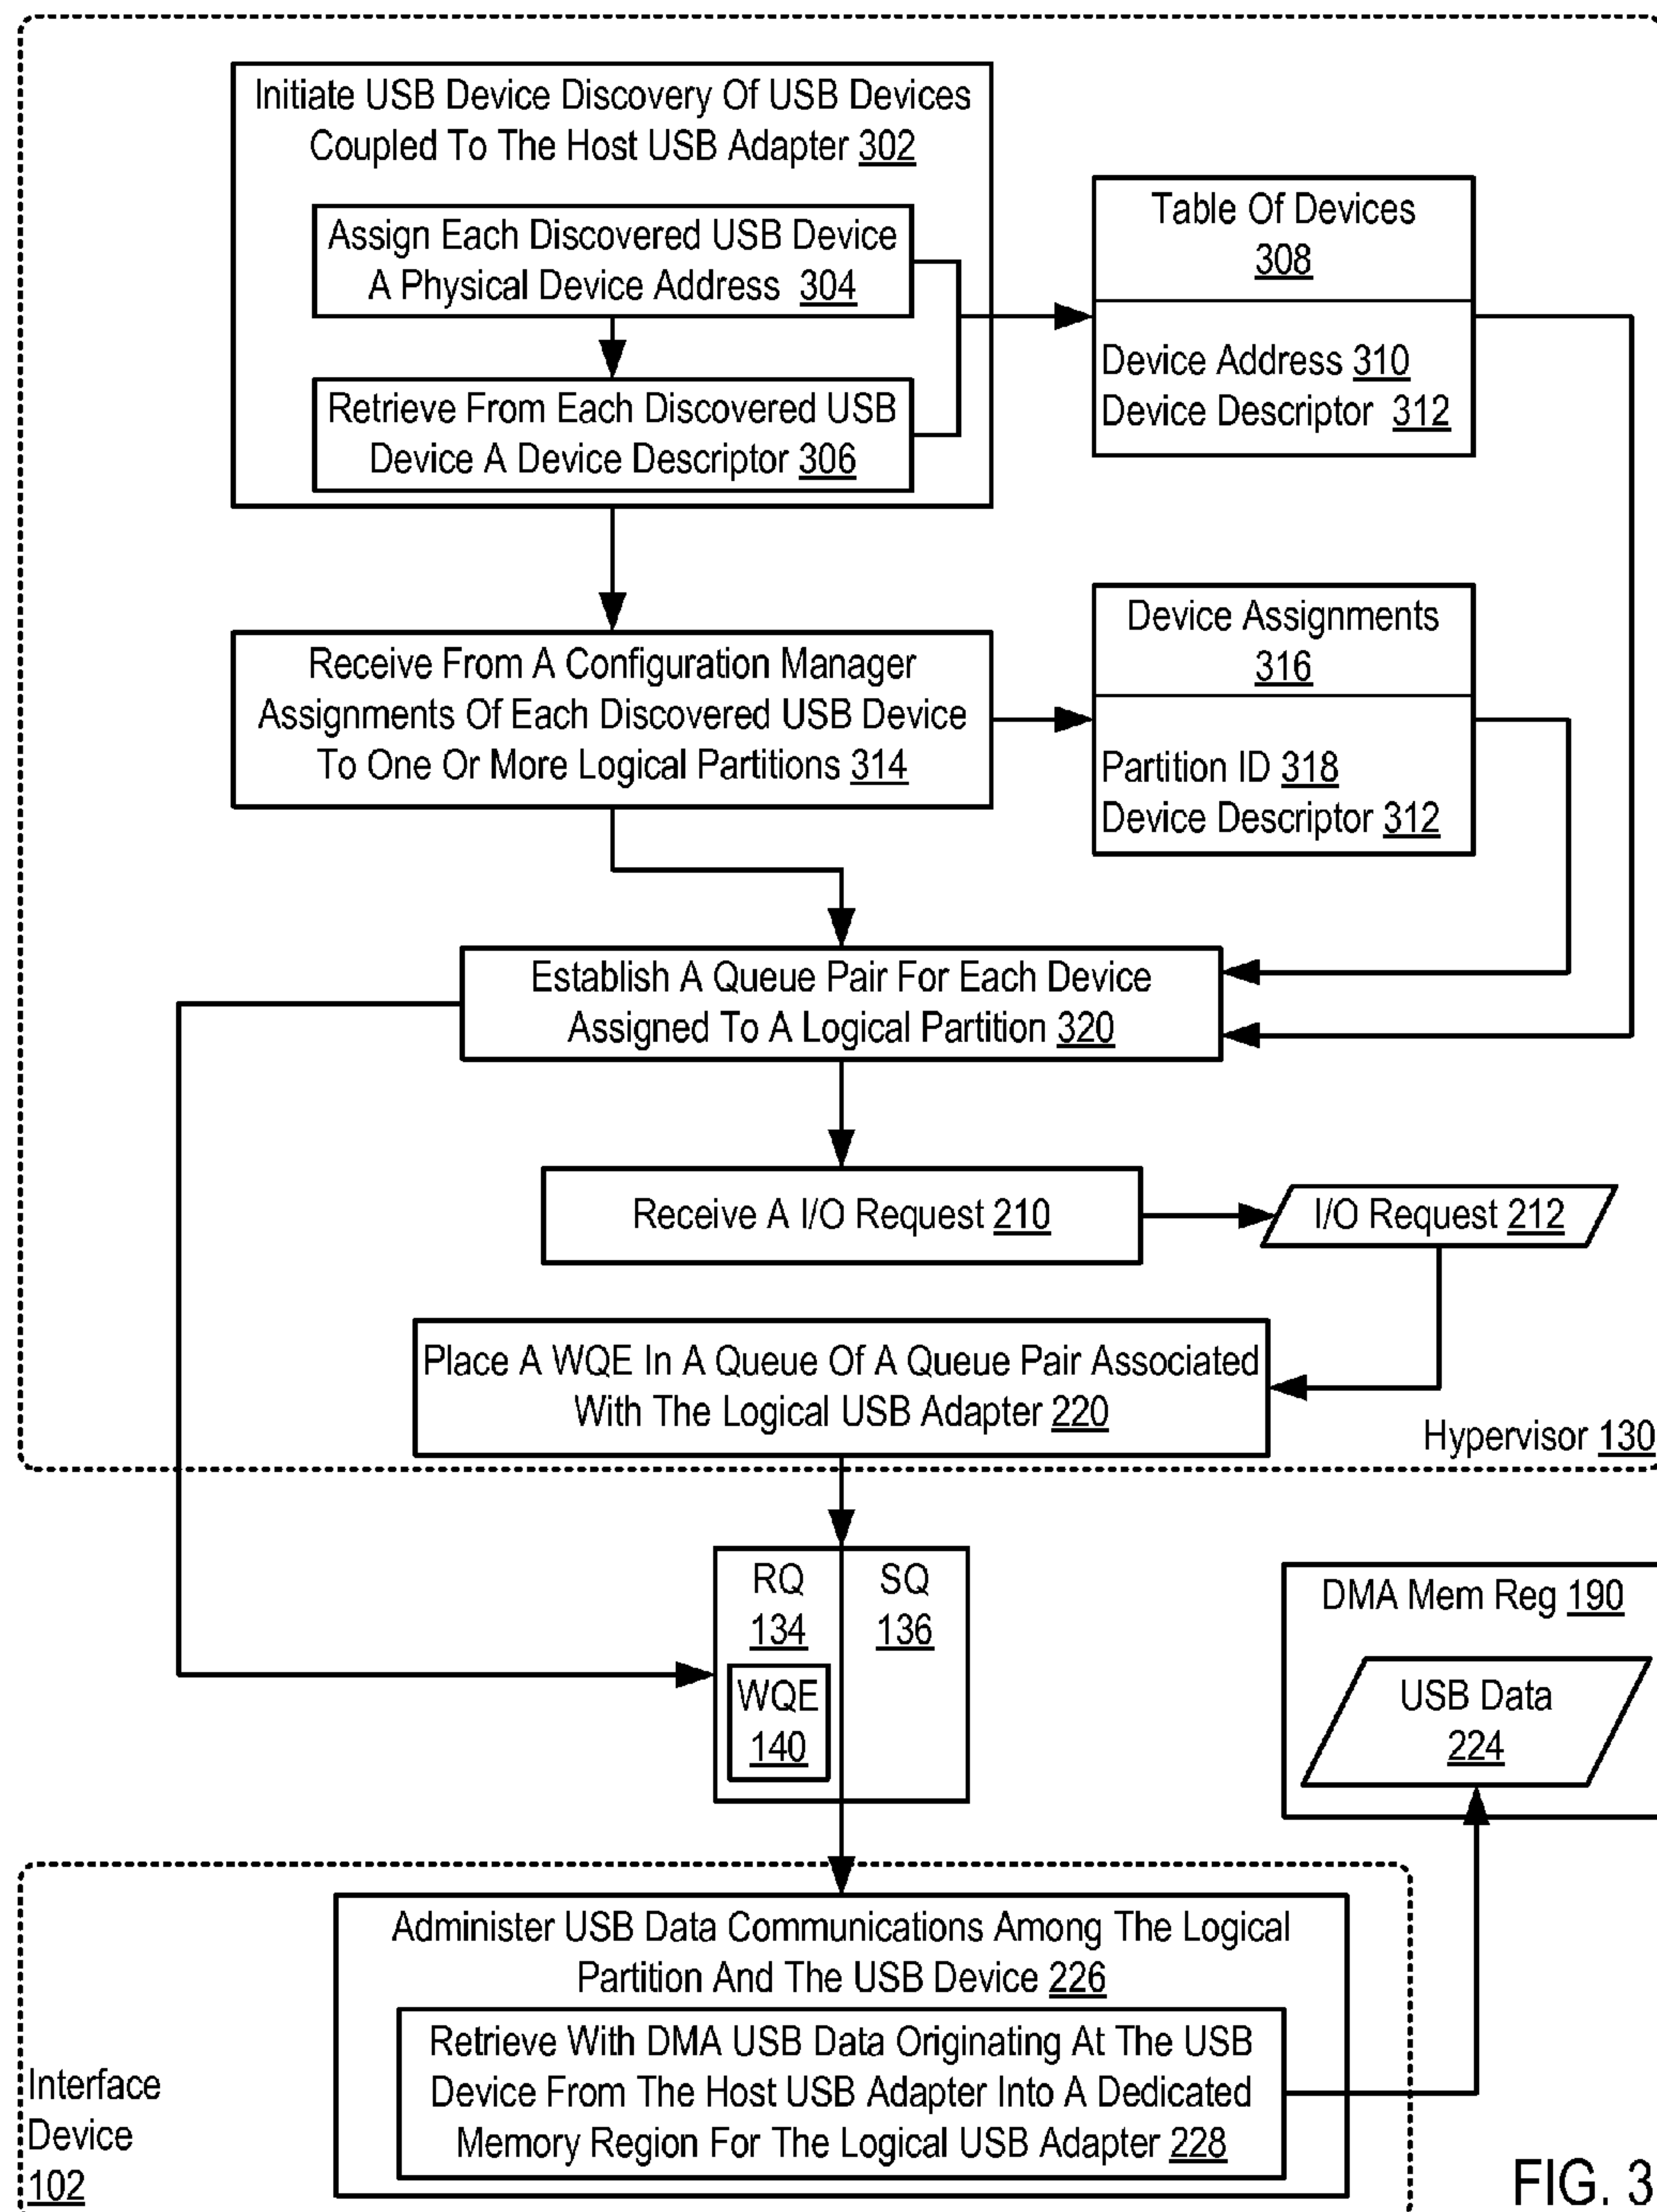 Initiate USB Device Discovery Of USB Devices
Coupled To The Host USB Adapter 302
Assign Each Discovered USB Device
A Physical Device Address 304
Retrieve From Each Discovered USB
Device A Device Descriptor 306
Table Of Devices
308
Device Address 310
Device Descriptor 312
Receive From A Configuration Manager
Assignments Of Each Discovered USB Device
To One Or More Logical Partitions 314
Device Assignments
316
Partition ID 318
Device Descriptor 312
Establish A Queue Pair For Each Device
Assigned To A Logical Partition 320
Receive A I/O Request 210
I/O Request 212
Place A WQE In A Queue Of A Queue Pair Associated
With The Logical USB Adapter 220
Hypervisor 130
RQ
134
WQE
140
SQ
136
DMA Mem Reg 190
USB Data
224
Administer USB Data Communications Among The Logical
Partition And The USB Device 226
Retrieve With DMA USB Data Originating At The USB
Device From The Host USB Adapter Into A Dedicated
Memory Region For The Logical USB Adapter 228
Interface
Device
102
FIG. 3